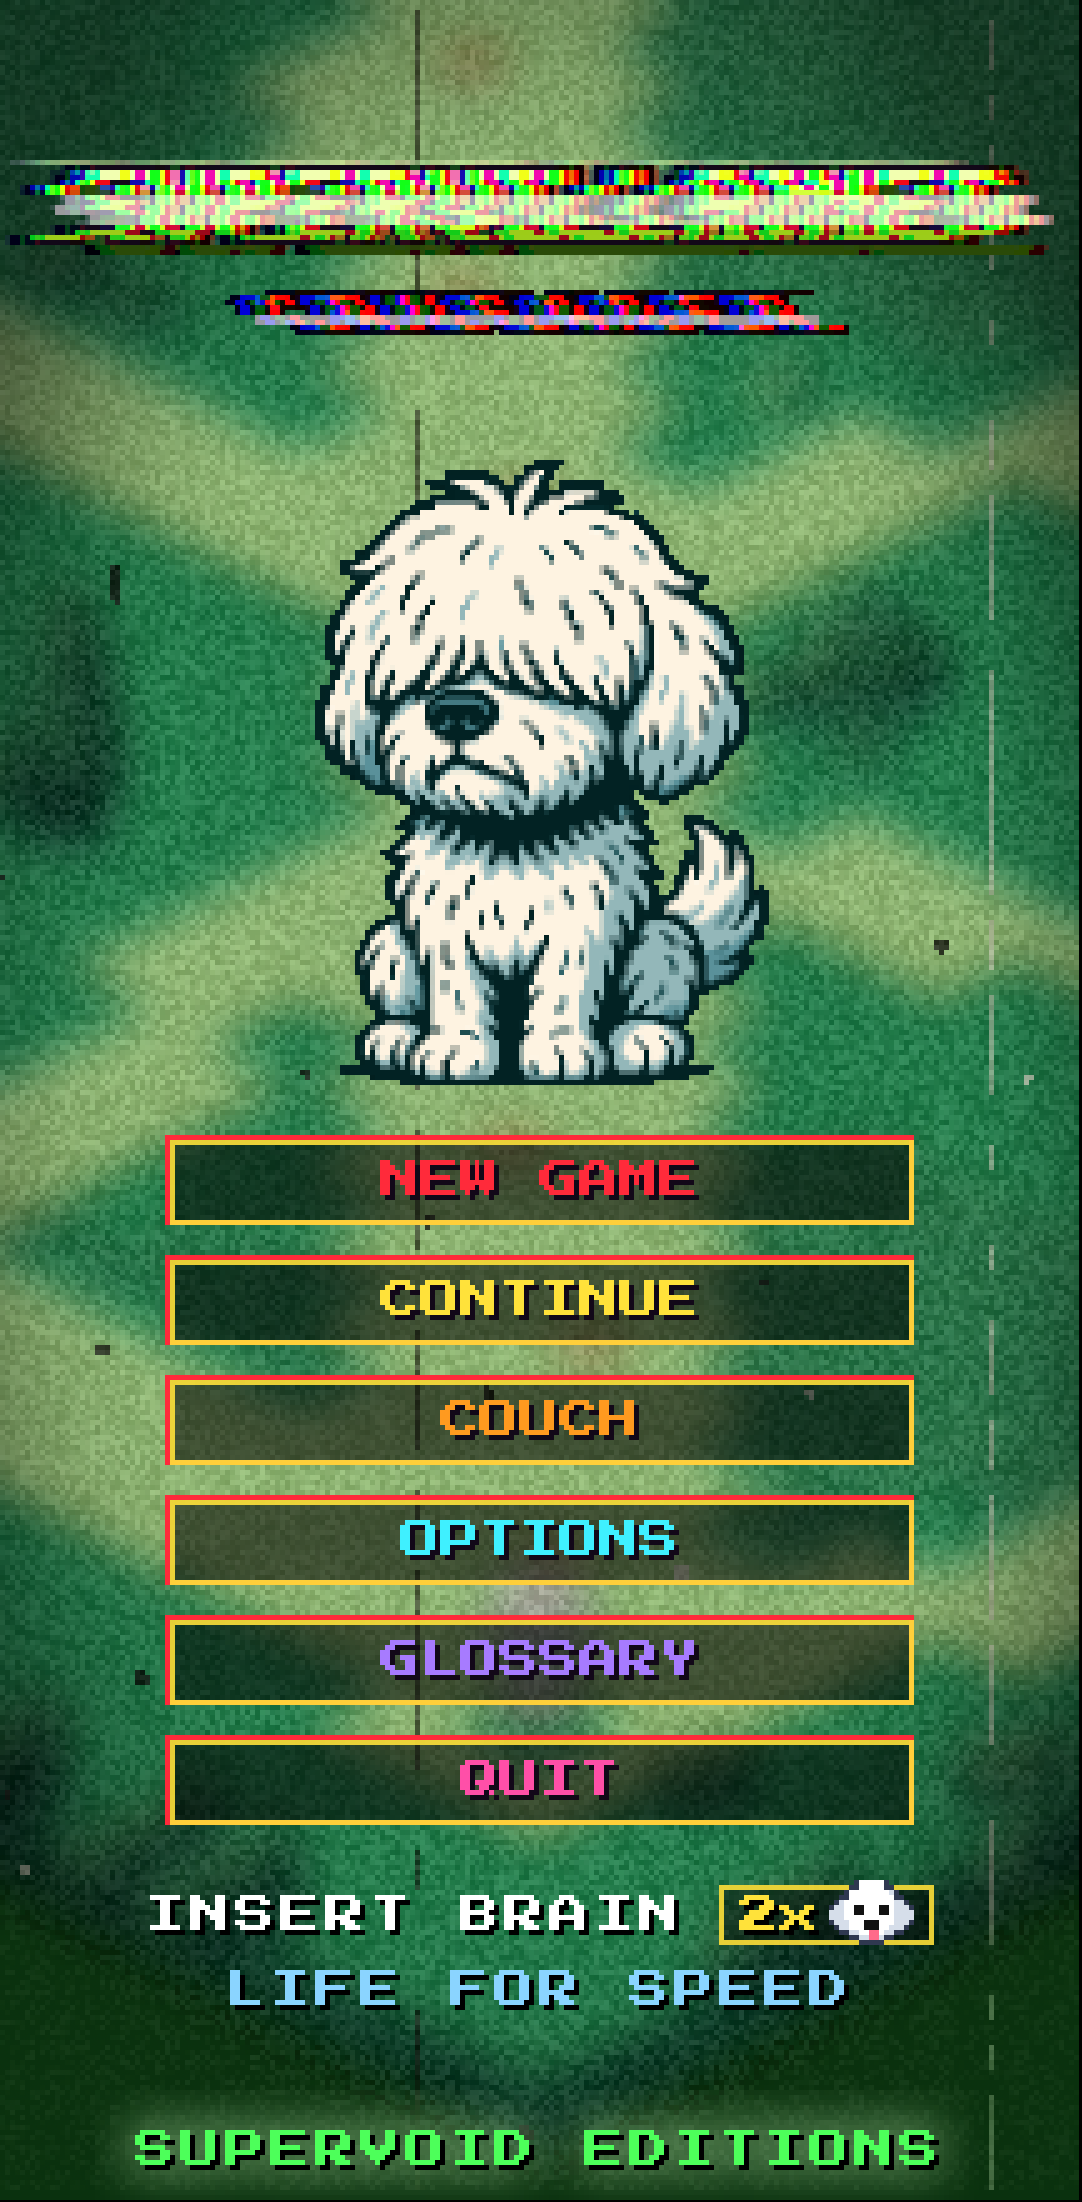 NEW GAME
CONTINUE
COUCH
OPTIONS
GLOSSARY
QUIT
INSERT BRAIN 2x
LIFE FOR SPEED
SUPERVOID EDITIONS